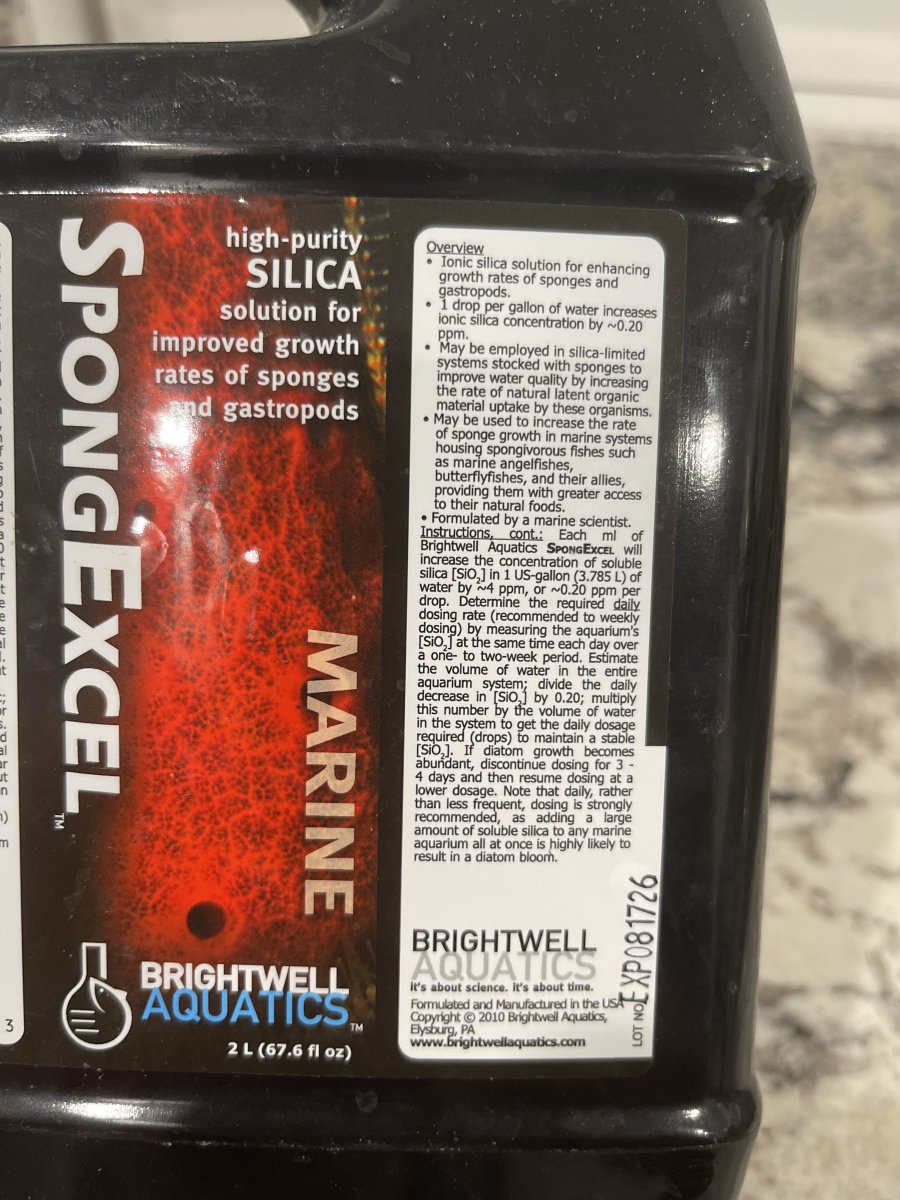 SPONGEXCEL™
high-purity
SILICA
solution for
improved growth
rates of sponges
and gastropods
MARINE
BRIGHTWELL
AQUATICS™
2 L (67.6 fl oz)
Overview
• Ionic silica solution for enhancing
growth rates of sponges and
gastropods.
• 1 drop per gallon of water increases
ionic silica concentration by ~0.20
ppm.
• May be employed in silica-limited
systems stocked with sponges to
improve water quality by increasing
the rate of natural latent organic
material uptake by these organisms.
• May be used to increase the rate
of sponge growth in marine systems
housing spongivorous fishes such
as marine angelfishes,
butterflyfishes, and their allies,
providing them with greater access
to their natural foods.
• Formulated by a marine scientist.
Instructions, cont.: Each ml of
Brightwell Aquatics SPONGEXCEL will
increase the concentration of soluble
silica [SiO₂] in 1 US-gallon (3.785 L) of
water by ~4 ppm, or ~0.20 ppm per
drop. Determine the required daily
dosing rate (recommended to weekly
dosing) by measuring the aquarium's
[SiO₂] at the same time each day over
a one- to two-week period. Estimate
the volume of water in the entire
aquarium system; divide the daily
decrease in [SiO₂] by 0.20; multiply
this number by the volume of water
in the system to get the daily dosage
required (drops) to maintain a stable
[SiO₂]. If diatom growth becomes
abundant, discontinue dosing for 3 -
4 days and then resume dosing at a
lower dosage. Note that daily, rather
than less frequent, dosing is strongly
recommended, as adding a large
amount of soluble silica to any marine
aquarium all at once is highly likely to
result in a diatom bloom.
BRIGHTWELL
AQUATICS
it's about science. it's about time.
Formulated and Manufactured in the USA
Copyright © 2010 Brightwell Aquatics,
Elysburg, PA
www.brightwellaquatics.com
LOT NO. EXP081726
3